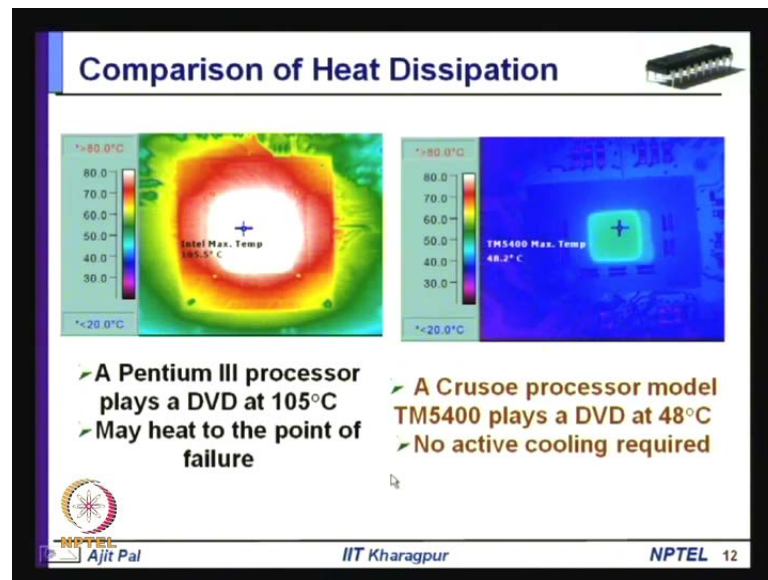 Comparison of Heat Dissipation
*>80.0°C
80.0
70.0
60.0
50.0
40.0
30.0
*<20.0°C
Intel Max. Temp
105.5° C
*>80.0°C
80.0
70.0
60.0
50.0
40.0
30.0
*<20.0°C
TM5400 Max. Temp
48.2° C
➢A Pentium III processor
plays a DVD at 105°C
➢May heat to the point of
failure
➢ A Crusoe processor model
TM5400 plays a DVD at 48°C
➢No active cooling required
NPTEL
Ajit Pal
IIT Kharagpur
NPTEL 12